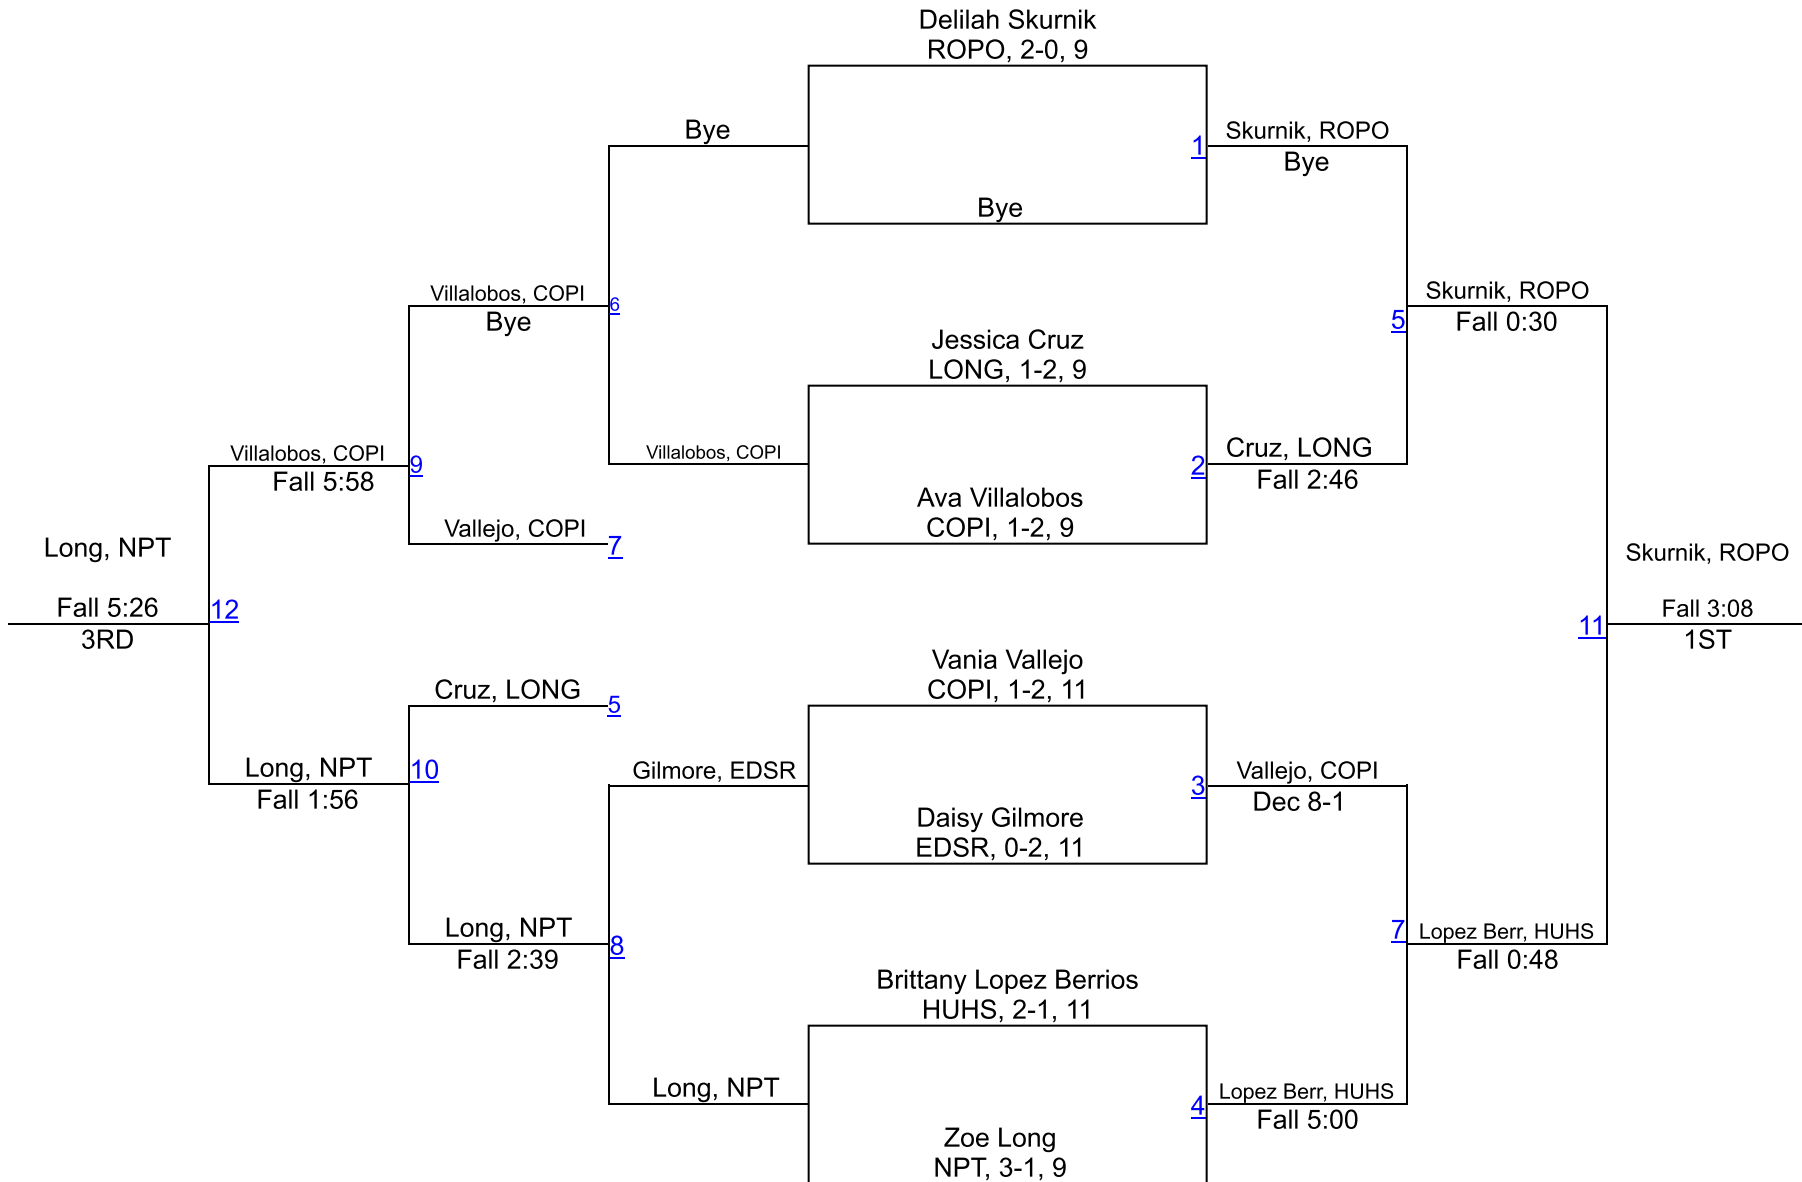 Delilah Skurnik
ROPO, 2-0, 9
Bye
1
Skurnik, ROPO
Bye
Bye
Villalobos, COPI
Bye
6
Skurnik, ROPO
Fall 0:30
5
Jessica Cruz
LONG, 1-2, 9
Villalobos, COPI
Fall 5:58
9
Villalobos, COPI
2
Cruz, LONG
Fall 2:46
Ava Villalobos
COPI, 1-2, 9
Vallejo, COPI
7
Long, NPT
Fall 5:26
3RD
12
Skurnik, ROPO
Fall 3:08
1ST
11
Vania Vallejo
COPI, 1-2, 11
Cruz, LONG
5
Long, NPT
Fall 1:56
10
Gilmore, EDSR
3
Vallejo, COPI
Dec 8-1
Daisy Gilmore
EDSR, 0-2, 11
Long, NPT
Fall 2:39
8
7
Lopez Berr, HUHS
Fall 0:48
Brittany Lopez Berrios
HUHS, 2-1, 11
Long, NPT
4
Lopez Berr, HUHS
Fall 5:00
Zoe Long
NPT, 3-1, 9